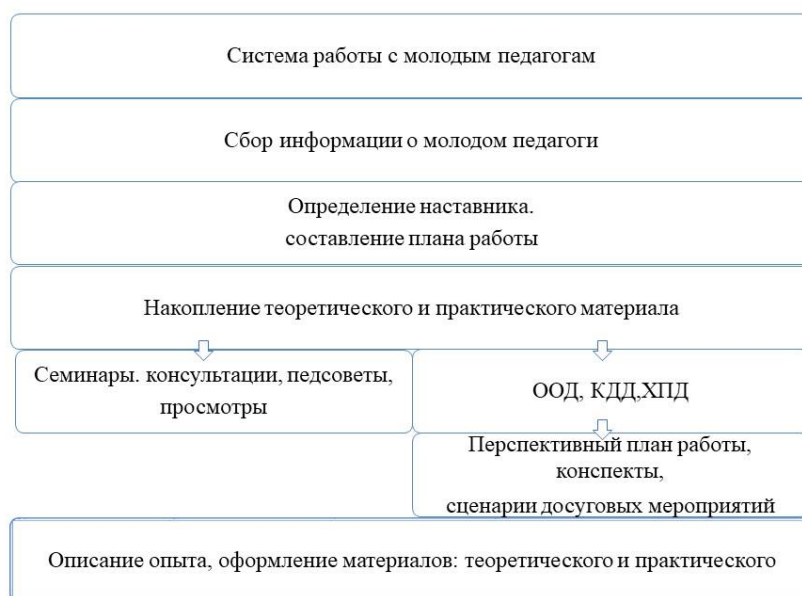 Система работы с молодым педагогам
Сбор информации о молодом педагоги
Определение наставника.
составление плана работы
Накопление теоретического и практического материала
Семинары. консультации, педсоветы,
просмотры
ООД, КДД,ХПД
Перспективный план работы,
конспекты,
сценарии досуговых мероприятий
Описание опыта, оформление материалов: теоретического и практического